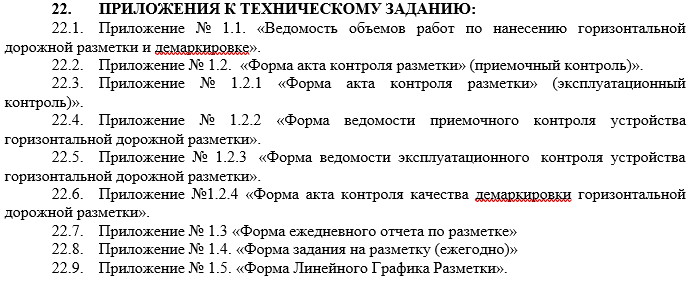 22. ПРИЛОЖЕНИЯ К ТЕХНИЧЕСКОМУ ЗАДАНИЮ:
22.1. Приложение № 1.1. «Ведомость объемов работ по нанесению горизонтальной
дорожной разметки и демаркировке».
22.2. Приложение № 1.2. «Форма акта контроля разметки» (приемочный контроль)».
22.3. Приложение № 1.2.1 «Форма акта контроля разметки» (эксплуатационный
контроль)».
22.4. Приложение № 1.2.2 «Форма ведомости приемочного контроля устройства
горизонтальной дорожной разметки».
22.5. Приложение № 1.2.3 «Форма ведомости эксплуатационного контроля устройства
горизонтальной дорожной разметки».
22.6. Приложение №1.2.4 «Форма акта контроля качества демаркировки горизонтальной
дорожной разметки».
22.7. Приложение № 1.3 «Форма ежедневного отчета по разметке»
22.8. Приложение № 1.4. «Форма задания на разметку (ежегодно)»
22.9. Приложение № 1.5. «Форма Линейного Графика Разметки».